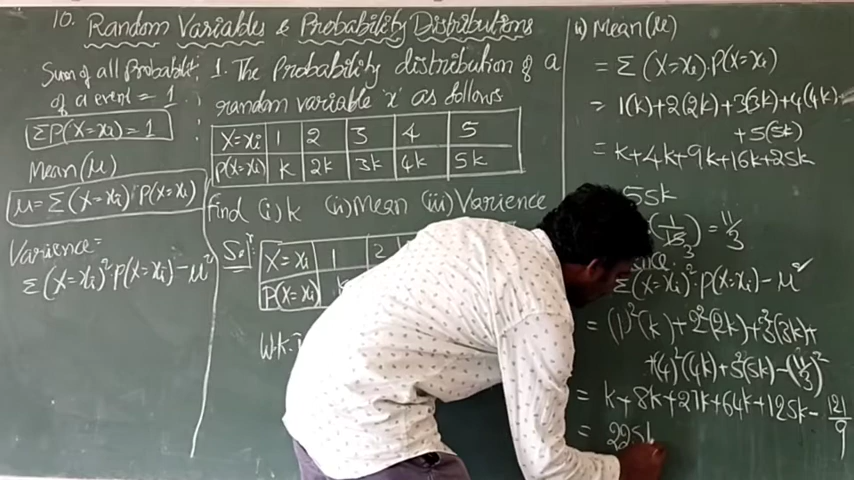 10. Random Variables & Probability Distributions
Sum of all Probabilit:
of a event = 1
ΣP(X=xi)=1
Mean(μ)
μ=Σ(X=xi) P(X=xi)
Varience=
Σ(X=xi)² P(X=xi)-μ²
1. The Probability distribution of a
random variable 'x' as follows
X=xi 1 2 3 4 5
P(X=xi) k 2k 3k 4k 5k
find (i) k (ii) Mean (iii) Varience
Sol:
X=xi 1 2
P(X=xi)
W.K.T
ii) Mean(μ)
= Σ (X=xi).P(X=xi)
= 1(k)+2(2k)+3(3k)+4(4k)
+5(5k)
= k+4k+9k+16k+25k
55k
(1/15) = 11/3
3
Σ(X=xi)².P(X=xi)-μ²
= (1)²(k)+2²(2k)+3²(3k)+
+(4)²(4k)+5²(5k)-(11/3)²
= k+8k+27k+64k+125k-121/9
= 225k